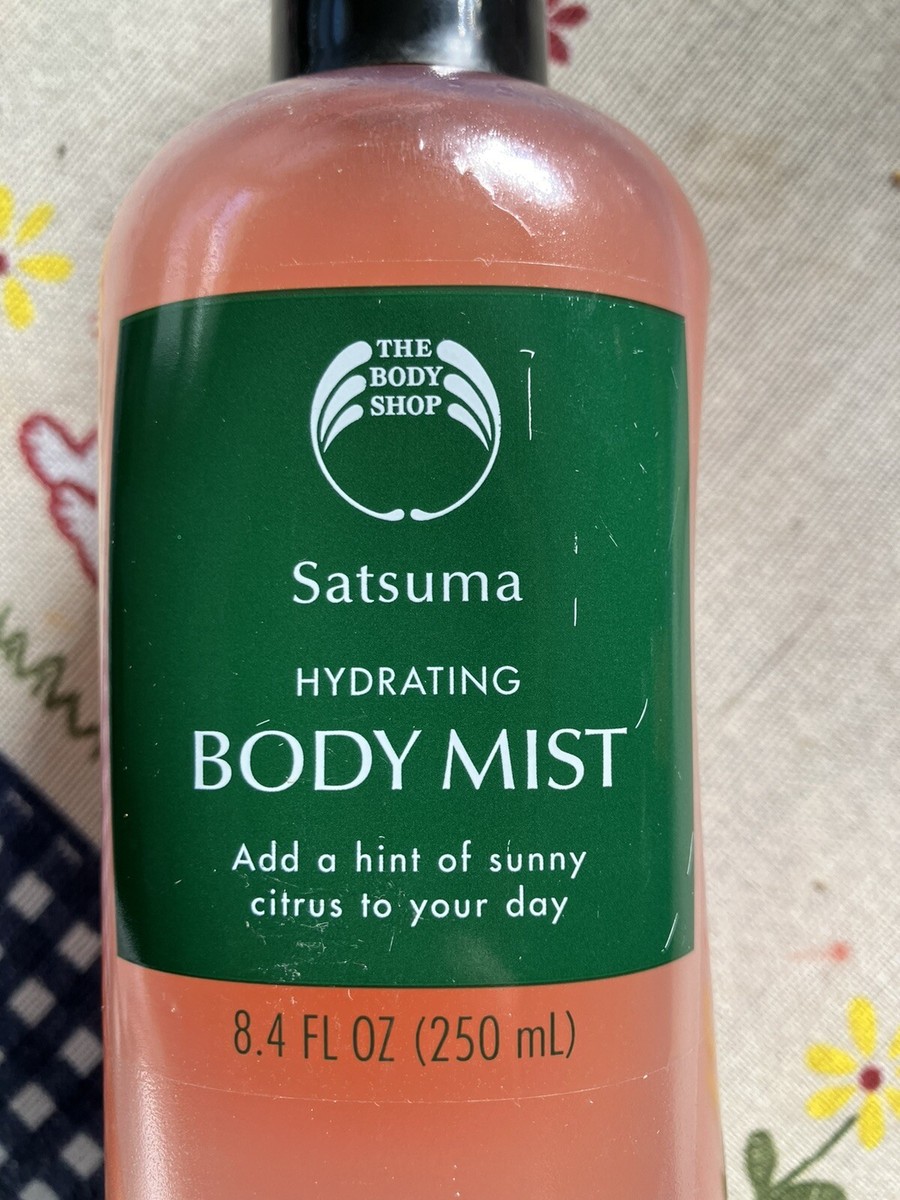 THE
BODY
SHOP
Satsuma
HYDRATING
BODY MIST
Add a hint of sunny
citrus to your day
8.4 FL OZ (250 mL)